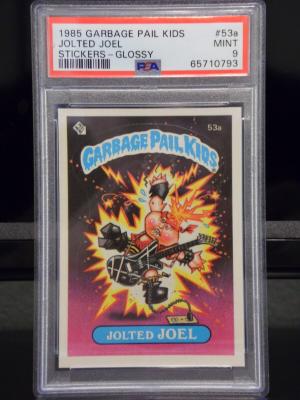 1985 GARBAGE PAIL KIDS #53a
JOLTED JOEL MINT
STICKERS-GLOSSY PSA 9
65710793
53a
GARBAGE PAIL KIDS
JOLTED JOEL